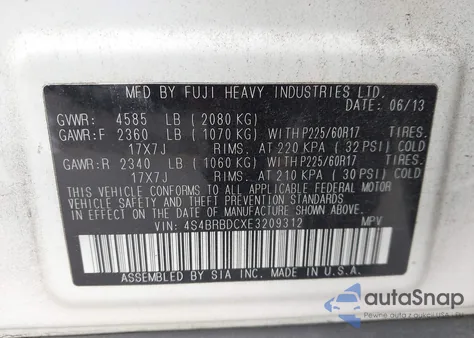 MFD BY FUJI HEAVY INDUSTRIES LTD.
DATE: 06/13
GVWR: 4585 LB ( 2080 KG)
GAWR:F 2360 LB ( 1070 KG) WITH P225/60R17 TIRES,
17X7J RIMS, AT 220 KPA ( 32 PSI) COLD
GAWR:R 2340 LB ( 1060 KG) WITH P225/60R17 TIRES,
17X7J RIMS, AT 210 KPA ( 30 PSI) COLD
THIS VEHICLE CONFORMS TO ALL APPLICABLE FEDERAL MOTOR
VEHICLE SAFETY AND THEFT PREVENTION STANDARDS
IN EFFECT ON THE DATE OF MANUFACTURE SHOWN ABOVE.
VIN: 4S4BRBDCXE3209312 MPV
ASSEMBLED BY SIA INC. MADE IN U.S.A.
autoSnap